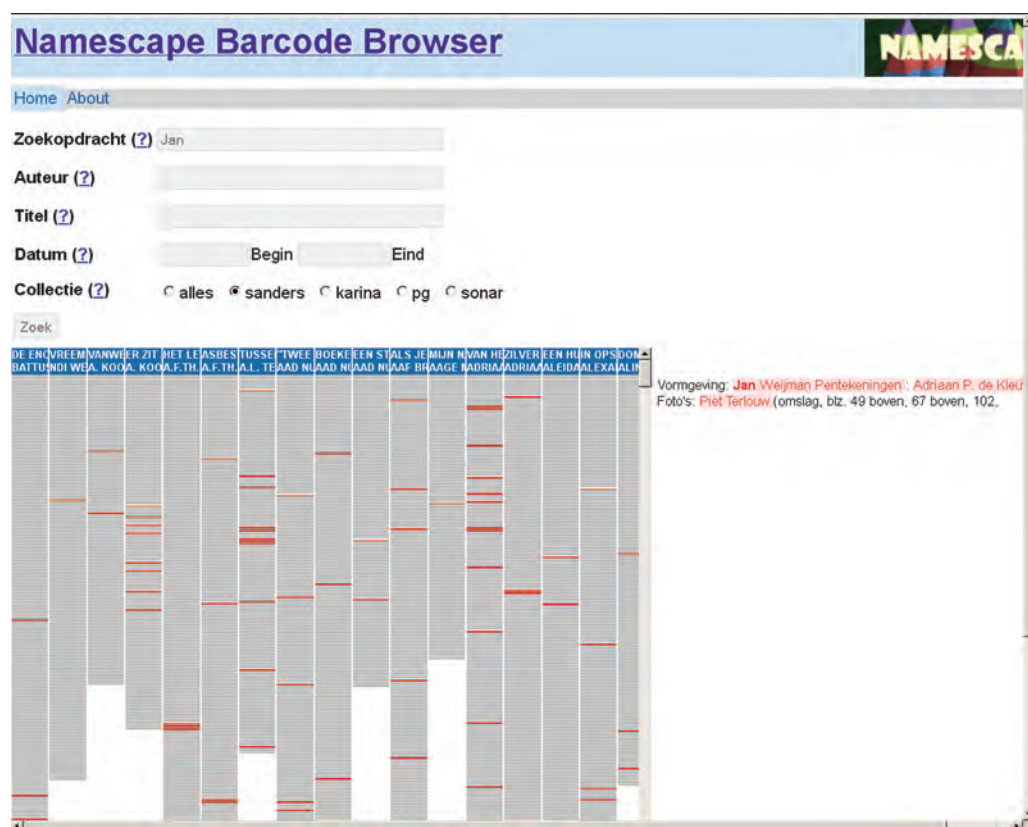 Namescape Barcode Browser
NAMESCA
Home About
Zoekopdracht (?) Jan
Auteur (?)
Titel (?)
Datum (?) Begin Eind
Collectie (?) alles sanders karina pg sonar
Zoek
DE ENC VREEM VANWE ER ZIT HET LE ASBES TUSSE "TWEE BOEKE EEN ST ALS JE MIJN N VAN HE ZILVER EEN HU IN OPS DOM
BATTUS NDI WE A. KOO A. KOO A.F.TH. A.F.TH. A.L. TE AAD NU AAD NU AAD NU AAF BR AAGE N ADRIA ADRIA ALEIDA ALEXA ALIN
Vormgeving: Jan Weijman Pentekeningen : Adriaan P. de Kleu
Foto's: Piet Terlouw (omslag, blz. 49 boven, 67 boven, 102,